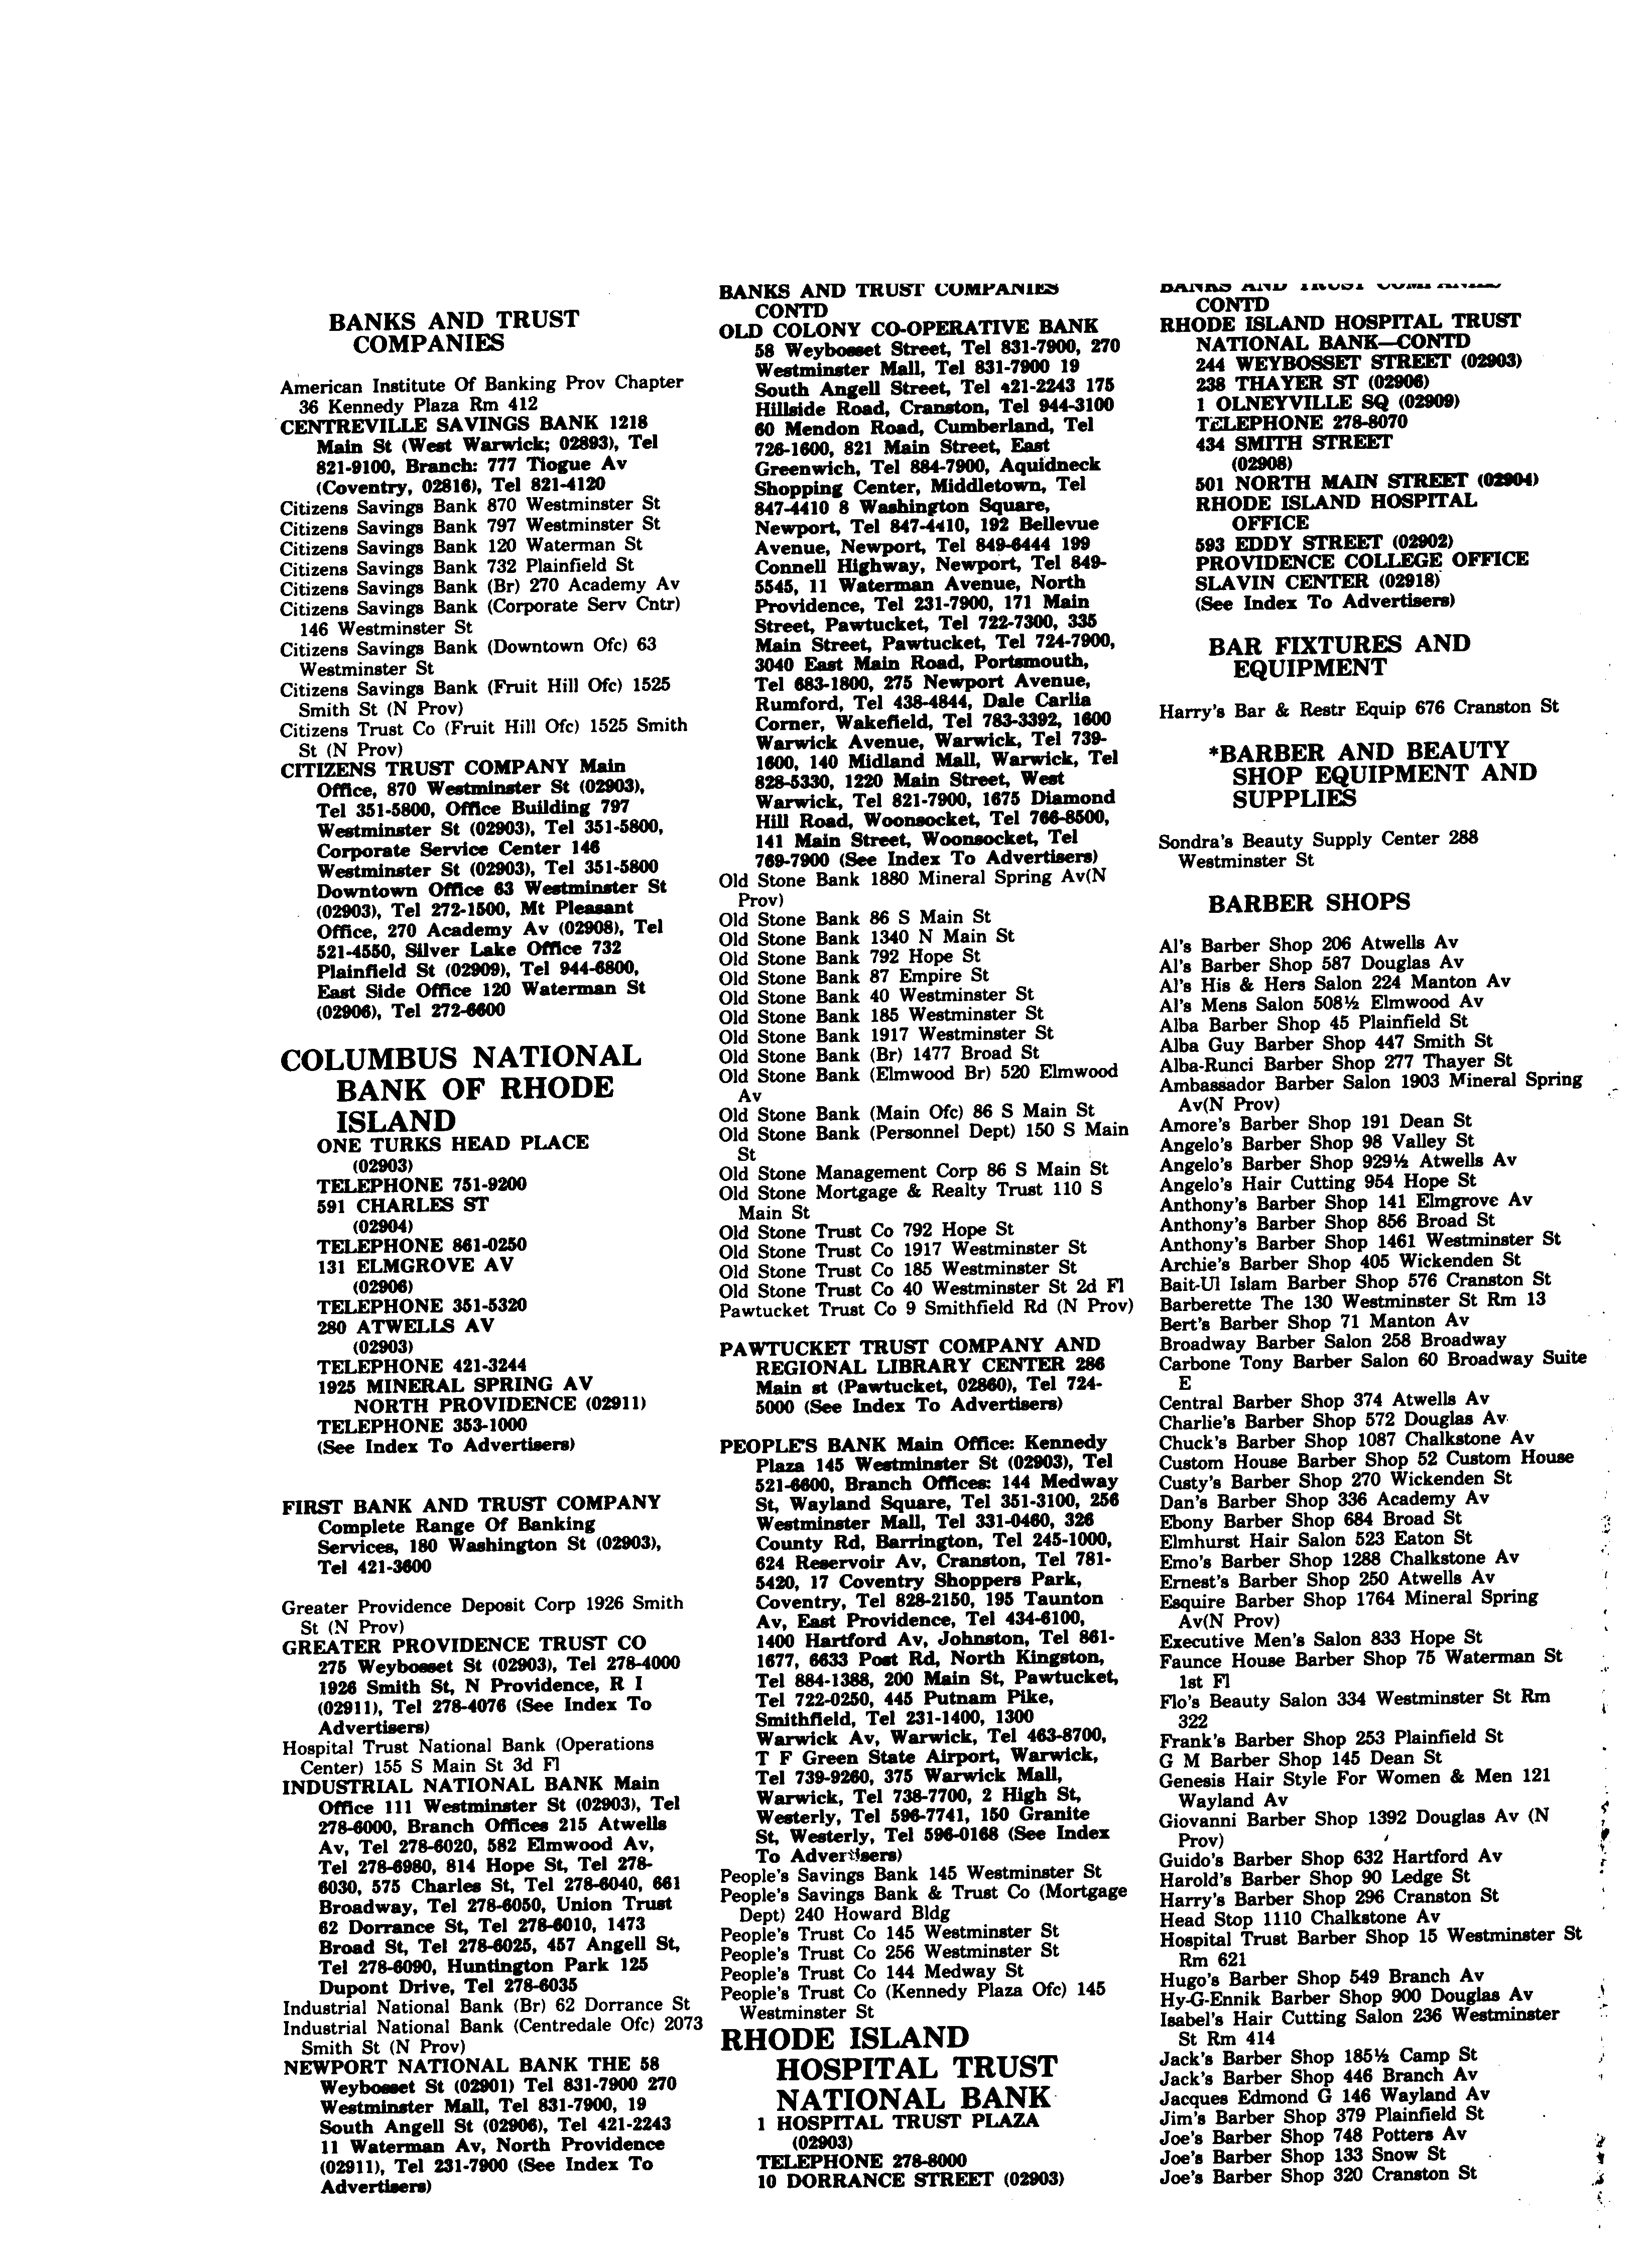 BANKS AND TRUST
COMPANIES
American Institute Of Banking Prov Chapter
36 Kennedy Plaza Rm 412
CENTREVILLE SAVINGS BANK 1218
Main St (West Warwick; 02893), Tel
821-9100, Branch: 777 Tiogue Av
(Coventry, 02816), Tel 821-4120
Citizens Savings Bank 870 Westminster St
Citizens Savings Bank 797 Westminster St
Citizens Savings Bank 120 Waterman St
Citizens Savings Bank 732 Plainfield St
Citizens Savings Bank (Br) 270 Academy Av
Citizens Savings Bank (Corporate Serv Cntr)
146 Westminster St
Citizens Savings Bank (Downtown Ofc) 63
Westminster St
Citizens Savings Bank (Fruit Hill Ofc) 1525
Smith St (N Prov)
Citizens Trust Co (Fruit Hill Ofc) 1525 Smith
St (N Prov)
CITIZENS TRUST COMPANY Main
Office, 870 Westminster St (02903),
Tel 351-5800, Office Building 797
Westminster St (02903), Tel 351-5800,
Corporate Service Center 146
Westminster St (02903), Tel 351-5800
Downtown Office 63 Westminster St
(02903), Tel 272-1500, Mt Pleasant
Office, 270 Academy Av (02908), Tel
521-4550, Silver Lake Office 732
Plainfield St (02909), Tel 944-6800,
East Side Office 120 Waterman St
(02906), Tel 272-6600
COLUMBUS NATIONAL
BANK OF RHODE
ISLAND
ONE TURKS HEAD PLACE
(02903)
TELEPHONE 751-9200
591 CHARLES ST
(02904)
TELEPHONE 861-0250
131 ELMGROVE AV
(02906)
TELEPHONE 351-5320
280 ATWELLS AV
(02903)
TELEPHONE 421-3244
1925 MINERAL SPRING AV
NORTH PROVIDENCE (02911)
TELEPHONE 353-1000
(See Index To Advertisers)
FIRST BANK AND TRUST COMPANY
Complete Range Of Banking
Services, 180 Washington St (02903),
Tel 421-3600
Greater Providence Deposit Corp 1926 Smith
St (N Prov)
GREATER PROVIDENCE TRUST CO
275 Weybosset St (02903), Tel 278-4000
1926 Smith St, N Providence, R I
(02911), Tel 278-4076 (See Index To
Advertisers)
Hospital Trust National Bank (Operations
Center) 155 S Main St 3d Fl
INDUSTRIAL NATIONAL BANK Main
Office 111 Westminster St (02903), Tel
278-6000, Branch Offices 215 Atwells
Av, Tel 278-6020, 582 Elmwood Av,
Tel 278-6980, 814 Hope St, Tel 278-
6030, 575 Charles St, Tel 278-6040, 661
Broadway, Tel 278-6050, Union Trust
62 Dorrance St, Tel 278-6010, 1473
Broad St, Tel 278-6025, 457 Angell St,
Tel 278-6090, Huntington Park 125
Dupont Drive, Tel 278-6035
Industrial National Bank (Br) 62 Dorrance St
Industrial National Bank (Centredale Ofc) 2073
Smith St (N Prov)
NEWPORT NATIONAL BANK THE 58
Weybosset St (02901) Tel 831-7900 270
Westminster Mall, Tel 831-7900, 19
South Angell St (02906), Tel 421-2243
11 Waterman Av, North Providence
(02911), Tel 231-7900 (See Index To
Advertisers)
BANKS AND TRUST COMPANIES
CONTD
OLD COLONY CO-OPERATIVE BANK
58 Weybosset Street, Tel 831-7900, 270
Westminster Mall, Tel 831-7900 19
South Angell Street, Tel 421-2243 175
Hillside Road, Cranston, Tel 944-3100
60 Mendon Road, Cumberland, Tel
726-1600, 821 Main Street, East
Greenwich, Tel 884-7900, Aquidneck
Shopping Center, Middletown, Tel
847-4410 8 Washington Square,
Newport, Tel 847-4410, 192 Bellevue
Avenue, Newport, Tel 849-6444 199
Connell Highway, Newport, Tel 849-
5545, 11 Waterman Avenue, North
Providence, Tel 231-7900, 171 Main
Street, Pawtucket, Tel 722-7300, 335
Main Street, Pawtucket, Tel 724-7900,
3040 East Main Road, Portsmouth,
Tel 683-1800, 275 Newport Avenue,
Rumford, Tel 438-4844, Dale Carlia
Corner, Wakefield, Tel 783-3392, 1600
Warwick Avenue, Warwick, Tel 739-
1600, 140 Midland Mall, Warwick, Tel
828-5330, 1220 Main Street, West
Warwick, Tel 821-7900, 1675 Diamond
Hill Road, Woonsocket, Tel 766-8500,
141 Main Street, Woonsocket, Tel
769-7900 (See Index To Advertisers)
Old Stone Bank 1880 Mineral Spring Av(N
Prov)
Old Stone Bank 86 S Main St
Old Stone Bank 1340 N Main St
Old Stone Bank 792 Hope St
Old Stone Bank 87 Empire St
Old Stone Bank 40 Westminster St
Old Stone Bank 185 Westminster St
Old Stone Bank 1917 Westminster St
Old Stone Bank (Br) 1477 Broad St
Old Stone Bank (Elmwood Br) 520 Elmwood
Av
Old Stone Bank (Main Ofc) 86 S Main St
Old Stone Bank (Personnel Dept) 150 S Main
St
Old Stone Management Corp 86 S Main St
Old Stone Mortgage & Realty Trust 110 S
Main St
Old Stone Trust Co 792 Hope St
Old Stone Trust Co 1917 Westminster St
Old Stone Trust Co 185 Westminster St
Old Stone Trust Co 40 Westminster St 2d Fl
Pawtucket Trust Co 9 Smithfield Rd (N Prov)
PAWTUCKET TRUST COMPANY AND
REGIONAL LIBRARY CENTER 286
Main st (Pawtucket, 02860), Tel 724-
5000 (See Index To Advertisers)
PEOPLE'S BANK Main Office: Kennedy
Plaza 145 Westminster St (02903), Tel
521-6600, Branch Offices: 144 Medway
St, Wayland Square, Tel 351-3100, 256
Westminster Mall, Tel 331-0460, 326
County Rd, Barrington, Tel 245-1000,
624 Reservoir Av, Cranston, Tel 781-
5420, 17 Coventry Shoppers Park,
Coventry, Tel 828-2150, 195 Taunton
Av, East Providence, Tel 434-6100,
1400 Hartford Av, Johnston, Tel 861-
1677, 6633 Post Rd, North Kingston,
Tel 884-1388, 200 Main St, Pawtucket,
Tel 722-0250, 445 Putnam Pike,
Smithfield, Tel 231-1400, 1300
Warwick Av, Warwick, Tel 463-8700,
T F Green State Airport, Warwick,
Tel 739-9260, 375 Warwick Mall,
Warwick, Tel 738-7700, 2 High St,
Westerly, Tel 596-7741, 150 Granite
St, Westerly, Tel 596-0168 (See Index
To Advertisers)
People's Savings Bank 145 Westminster St
People's Savings Bank & Trust Co (Mortgage
Dept) 240 Howard Bldg
People's Trust Co 145 Westminster St
People's Trust Co 256 Westminster St
People's Trust Co 144 Medway St
People's Trust Co (Kennedy Plaza Ofc) 145
Westminster St
RHODE ISLAND
HOSPITAL TRUST
NATIONAL BANK
1 HOSPITAL TRUST PLAZA
(02903)
TELEPHONE 278-8000
10 DORRANCE STREET (02903)
BANKS AND TRUST COMPANIES
CONTD
RHODE ISLAND HOSPITAL TRUST
NATIONAL BANK—CONTD
244 WEYBOSSET STREET (02903)
238 THAYER ST (02906)
1 OLNEYVILLE SQ (02909)
TELEPHONE 278-8070
434 SMITH STREET
(02908)
501 NORTH MAIN STREET (02904)
RHODE ISLAND HOSPITAL
OFFICE
593 EDDY STREET (02902)
PROVIDENCE COLLEGE OFFICE
SLAVIN CENTER (02918)
(See Index To Advertisers)
BAR FIXTURES AND
EQUIPMENT
Harry's Bar & Restr Equip 676 Cranston St
*BARBER AND BEAUTY
SHOP EQUIPMENT AND
SUPPLIES
Sondra's Beauty Supply Center 288
Westminster St
BARBER SHOPS
Al's Barber Shop 206 Atwells Av
Al's Barber Shop 587 Douglas Av
Al's His & Hers Salon 224 Manton Av
Al's Mens Salon 508½ Elmwood Av
Alba Barber Shop 45 Plainfield St
Alba Guy Barber Shop 447 Smith St
Alba-Runci Barber Shop 277 Thayer St
Ambassador Barber Salon 1903 Mineral Spring
Av(N Prov)
Amore's Barber Shop 191 Dean St
Angelo's Barber Shop 98 Valley St
Angelo's Barber Shop 929½ Atwells Av
Angelo's Hair Cutting 954 Hope St
Anthony's Barber Shop 141 Elmgrove Av
Anthony's Barber Shop 856 Broad St
Anthony's Barber Shop 1461 Westminster St
Archie's Barber Shop 405 Wickenden St
Bait-Ul Islam Barber Shop 576 Cranston St
Barberette The 130 Westminster St Rm 13
Bert's Barber Shop 71 Manton Av
Broadway Barber Salon 258 Broadway
Carbone Tony Barber Salon 60 Broadway Suite
E
Central Barber Shop 374 Atwells Av
Charlie's Barber Shop 572 Douglas Av
Chuck's Barber Shop 1087 Chalkstone Av
Custom House Barber Shop 52 Custom House
Custy's Barber Shop 270 Wickenden St
Dan's Barber Shop 336 Academy Av
Ebony Barber Shop 684 Broad St
Elmhurst Hair Salon 523 Eaton St
Emo's Barber Shop 1288 Chalkstone Av
Ernest's Barber Shop 250 Atwells Av
Esquire Barber Shop 1764 Mineral Spring
Av(N Prov)
Executive Men's Salon 833 Hope St
Faunce House Barber Shop 75 Waterman St
1st Fl
Flo's Beauty Salon 334 Westminster St Rm
322
Frank's Barber Shop 253 Plainfield St
G M Barber Shop 145 Dean St
Genesis Hair Style For Women & Men 121
Wayland Av
Giovanni Barber Shop 1392 Douglas Av (N
Prov)
Guido's Barber Shop 632 Hartford Av
Harold's Barber Shop 90 Ledge St
Harry's Barber Shop 296 Cranston St
Head Stop 1110 Chalkstone Av
Hospital Trust Barber Shop 15 Westminster St
Rm 621
Hugo's Barber Shop 549 Branch Av
Hy-G-Ennik Barber Shop 900 Douglas Av
Isabel's Hair Cutting Salon 236 Westminster
St Rm 414
Jack's Barber Shop 185½ Camp St
Jack's Barber Shop 446 Branch Av
Jacques Edmond G 146 Wayland Av
Jim's Barber Shop 379 Plainfield St
Joe's Barber Shop 748 Potters Av
Joe's Barber Shop 133 Snow St
Joe's Barber Shop 320 Cranston St